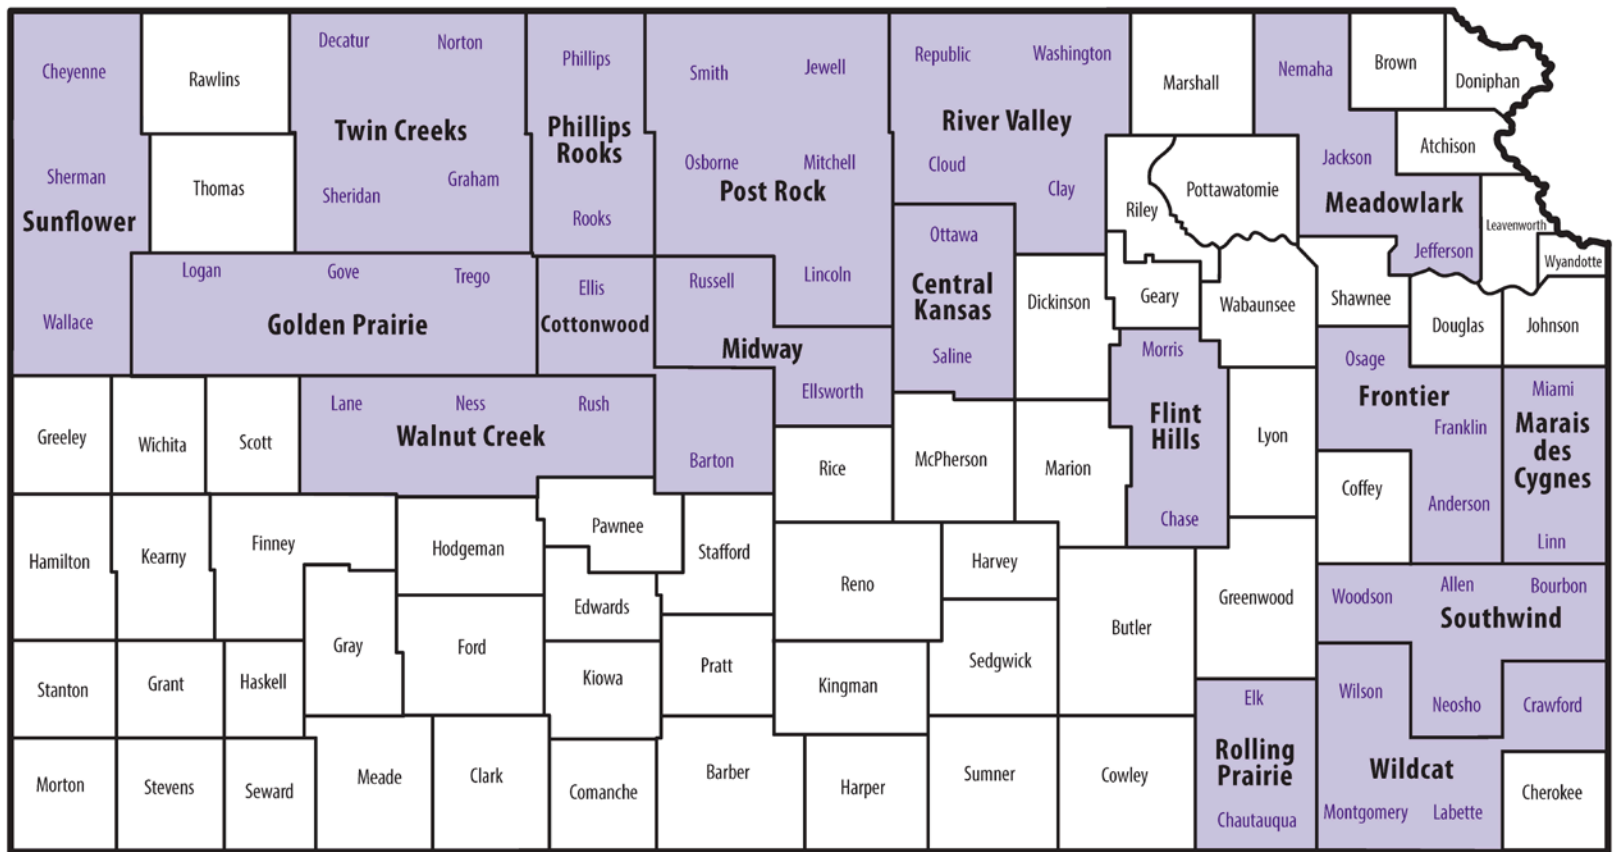 Cheyenne
Rawlins
Decatur
Norton
Phillips
Smith
Jewell
Republic
Washington
Marshall
Nemaha
Brown
Doniphan
Twin Creeks
Phillips
Rooks
River Valley
Atchison
Sherman
Thomas
Sheridan
Graham
Osborne
Mitchell
Cloud
Clay
Riley
Pottawatomie
Jackson
Sunflower
Rooks
Post Rock
Meadowlark
Leavenworth
Jefferson
Wyandotte
Ottawa
Logan
Gove
Trego
Ellis
Russell
Lincoln
Central
Kansas
Dickinson
Geary
Wabaunsee
Shawnee
Douglas
Johnson
Wallace
Golden Prairie
Cottonwood
Midway
Saline
Morris
Osage
Ellsworth
Frontier
Miami
Greeley
Wichita
Scott
Lane
Ness
Rush
Walnut Creek
Barton
Rice
McPherson
Marion
Flint
Hills
Lyon
Franklin
Marais
des
Cygnes
Coffey
Anderson
Chase
Linn
Hamilton
Kearny
Finney
Hodgeman
Pawnee
Stafford
Reno
Harvey
Edwards
Butler
Greenwood
Woodson
Allen
Bourbon
Southwind
Gray
Ford
Kiowa
Pratt
Kingman
Sedgwick
Stanton
Grant
Haskell
Elk
Wilson
Neosho
Crawford
Morton
Stevens
Seward
Meade
Clark
Comanche
Barber
Harper
Sumner
Cowley
Rolling
Prairie
Chautauqua
Wildcat
Montgomery
Labette
Cherokee